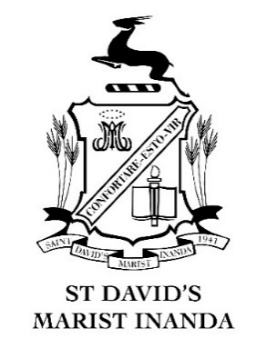 CONFORTARE·ESTO·VIR
SAINT DAVID'S MARIST INANDA 1941
ST DAVID'S
MARIST INANDA